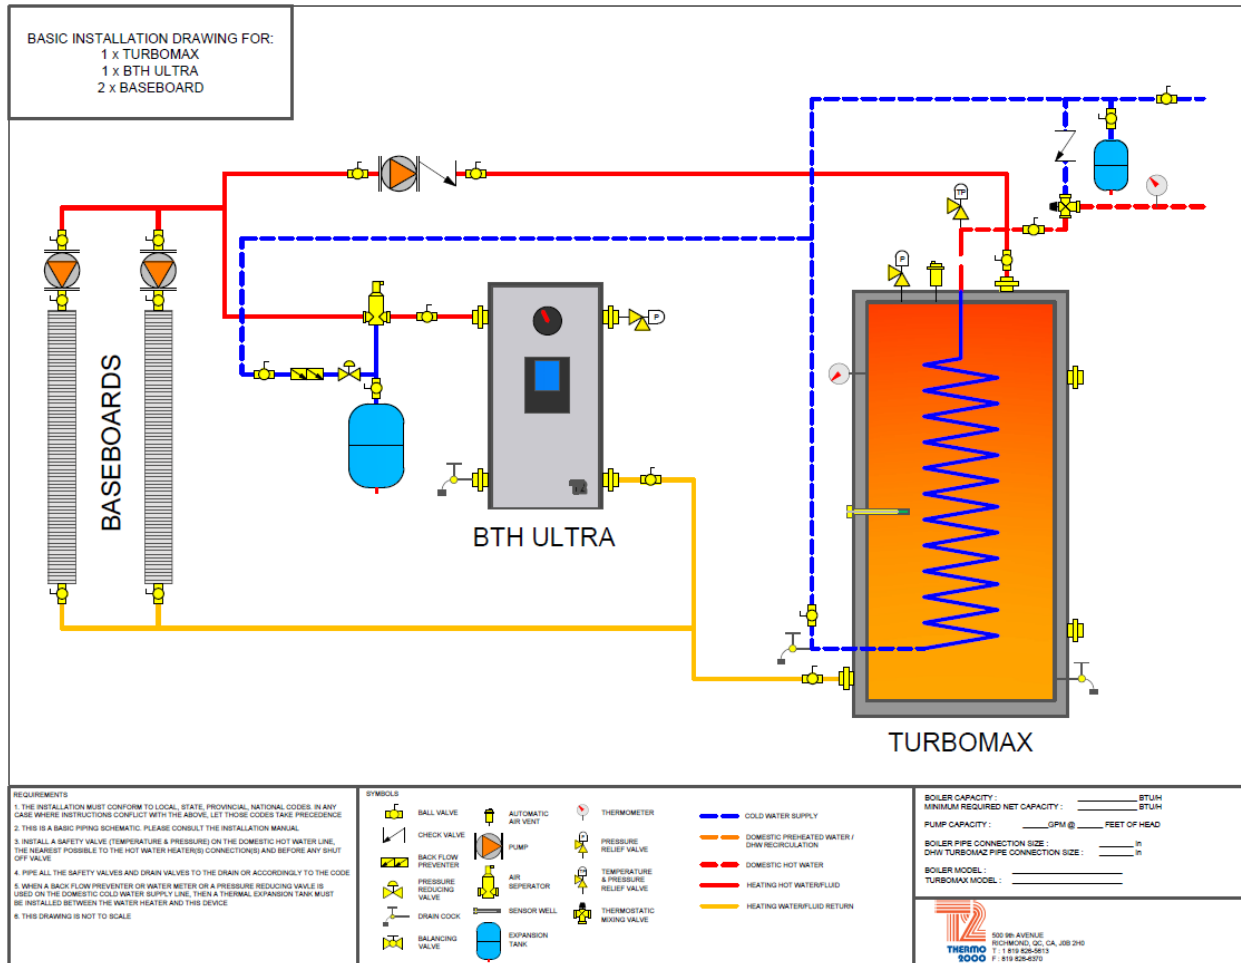 BASIC INSTALLATION DRAWING FOR:
1 x TURBOMAX
1 x BTH ULTRA
2 x BASEBOARD
TP
P
P
BASEBOARDS
BTH ULTRA
TURBOMAX
REQUIREMENTS
1. THE INSTALLATION MUST CONFORM TO LOCAL, STATE, PROVINCIAL, NATIONAL CODES. IN ANY
CASE WHERE INSTRUCTIONS CONFLICT WITH THE ABOVE, LET THOSE CODES TAKE PRECEDENCE
2. THIS IS A BASIC PIPING SCHEMATIC. PLEASE CONSULT THE INSTALLATION MANUAL
3. INSTALL A SAFETY VALVE (TEMPERATURE & PRESSURE) ON THE DOMESTIC HOT WATER LINE,
THE NEAREST POSSIBLE TO THE HOT WATER HEATER(S) CONNECTION(S) AND BEFORE ANY SHUT
OFF VALVE
4. PIPE ALL THE SAFETY VALVES AND DRAIN VALVES TO THE DRAIN OR ACCORDINGLY TO THE CODE
5. WHEN A BACK FLOW PREVENTER OR WATER METER OR A PRESSURE REDUCING VAVLE IS
USED ON THE DOMESTIC COLD WATER SUPPLY LINE, THEN A THERMAL EXPANSION TANK MUST
BE INSTALLED BETWEEN THE WATER HEATER AND THIS DEVICE
6. THIS DRAWING IS NOT TO SCALE
SYMBOLS
BALL VALVE
CHECK VALVE
BACK FLOW
PREVENTER
PRESSURE
REDUCING
VALVE
DRAIN COCK
BALANCING
VALVE
AUTOMATIC
AIR VENT
PUMP
AIR
SEPERATOR
SENSOR WELL
EXPANSION
TANK
THERMOMETER
P
PRESSURE
RELIEF VALVE
TP
TEMPERATURE
& PRESSURE
RELIEF VALVE
THERMOSTATIC
MIXING VALVE
COLD WATER SUPPLY
DOMESTIC PREHEATED WATER /
DHW RECIRCULATION
DOMESTIC HOT WATER
HEATING HOT WATER/FLUID
HEATING WATER/FLUID RETURN
BOILER CAPACITY : ________ BTU/H
MINIMUM REQUIRED NET CAPACITY : ________ BTU/H
PUMP CAPACITY : ____GPM @ ____ FEET OF HEAD
BOILER PIPE CONNECTION SIZE : ____ in
DHW TURBOMAZ PIPE CONNECTION SIZE : ____ in
BOILER MODEL : ________
TURBOMAX MODEL : ________
T2
THERMO
2000
500 9th AVENUE
RICHMOND, QC, CA, J0B 2H0
T : 1 819 826-5613
F : 819 826-6370